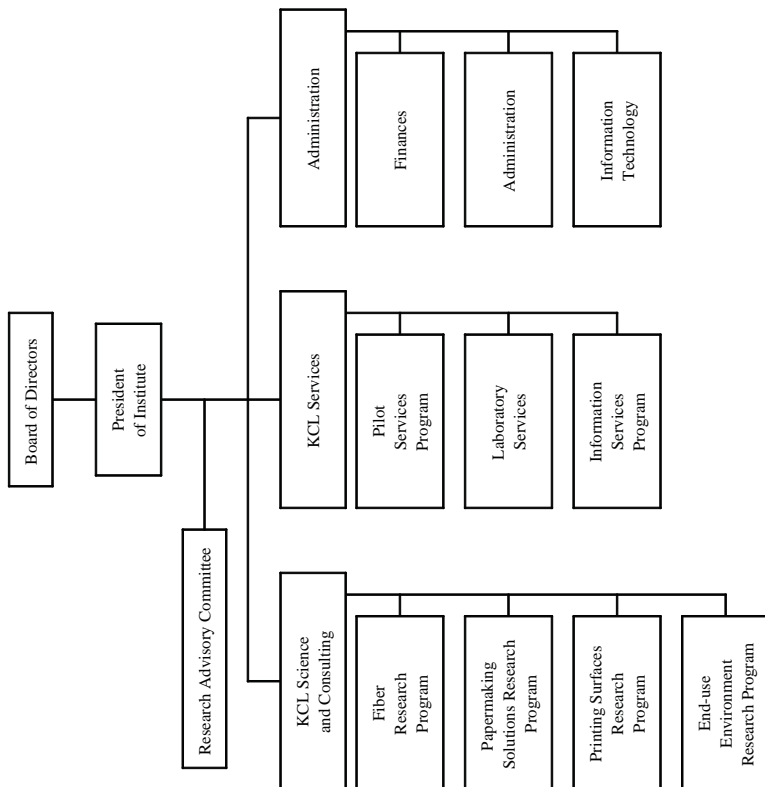 Board of Directors
President
of Institute
Research Advisory Committee
KCL Science
and Consulting
Fiber
Research
Program
Papermaking
Solutions Research
Program
Printing Surfaces
Research
Program
End-use
Environment
Research Program
KCL Services
Pilot
Services
Program
Laboratory
Services
Information
Services
Program
Administration
Finances
Administration
Information
Technology